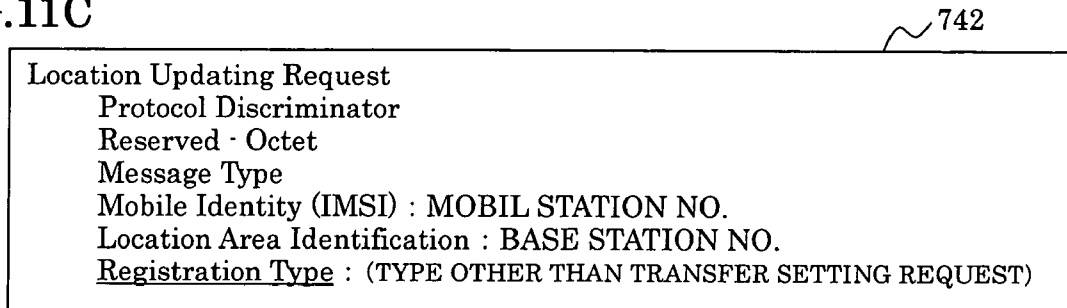 .11C
742
Location Updating Request
Protocol Discriminator
Reserved - Octet
Message Type
Mobile Identity (IMSI) : MOBIL STATION NO.
Location Area Identification : BASE STATION NO.
Registration Type : (TYPE OTHER THAN TRANSFER SETTING REQUEST)